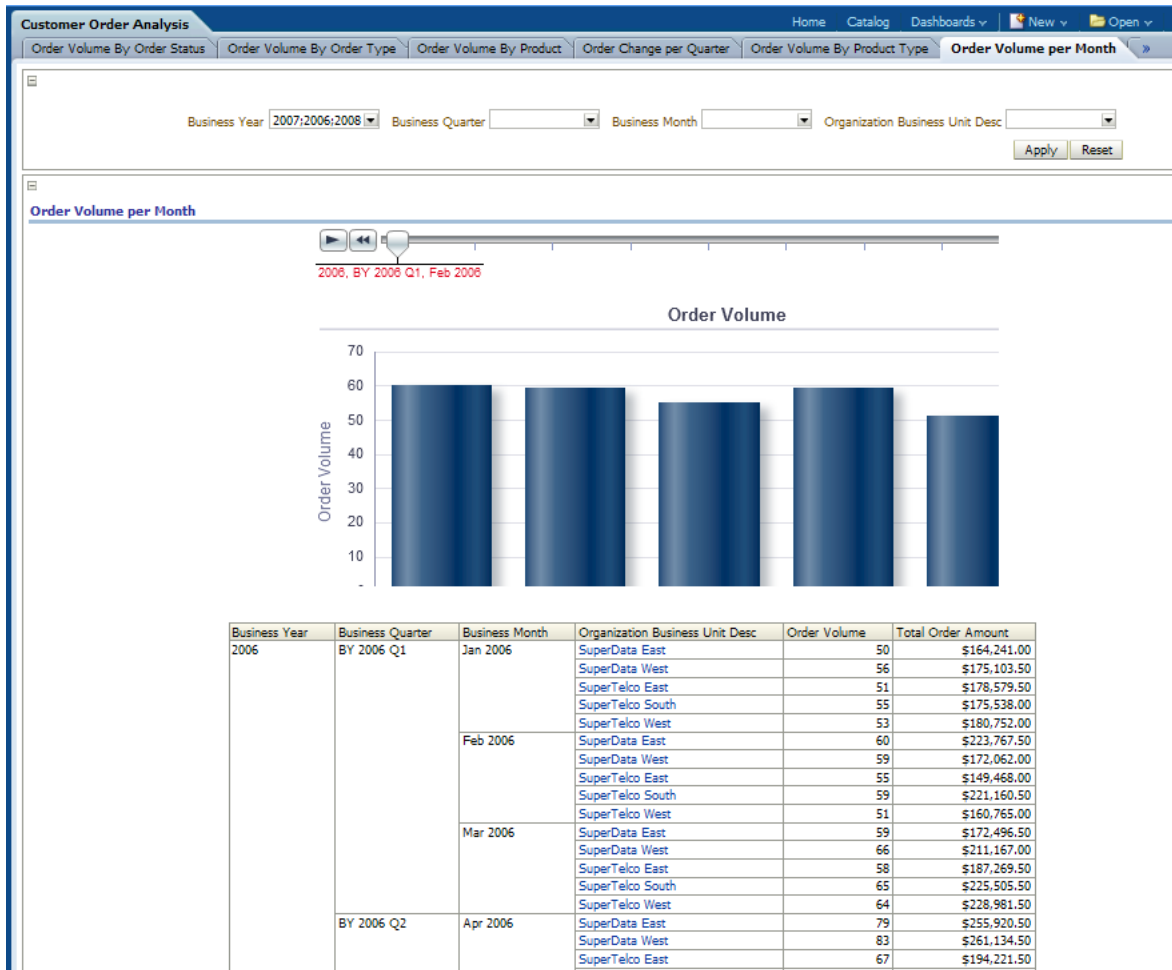 Customer Order Analysis Home Catalog Dashboards New Open
Order Volume By Order Status Order Volume By Order Type Order Volume By Product Order Change per Quarter Order Volume By Product Type Order Volume per Month »
Business Year 2007;2006;2008 Business Quarter Business Month Organization Business Unit Desc
Apply Reset
Order Volume per Month
2006, BY 2006 Q1, Feb 2006
Order Volume
70
60
50
40
30
20
10
-
Order Volume
Business Year Business Quarter Business Month Organization Business Unit Desc Order Volume Total Order Amount
2006 BY 2006 Q1 Jan 2006 SuperData East 50 $164,241.00
SuperData West 56 $175,103.50
SuperTelco East 51 $178,579.50
SuperTelco South 55 $175,538.00
SuperTelco West 53 $180,752.00
Feb 2006 SuperData East 60 $223,767.50
SuperData West 59 $172,062.00
SuperTelco East 55 $149,468.00
SuperTelco South 59 $221,160.50
SuperTelco West 51 $160,765.00
Mar 2006 SuperData East 59 $172,496.50
SuperData West 66 $211,167.00
SuperTelco East 58 $187,269.50
SuperTelco South 65 $225,505.50
SuperTelco West 64 $228,981.50
BY 2006 Q2 Apr 2006 SuperData East 79 $255,920.50
SuperData West 83 $261,134.50
SuperTelco East 67 $194,221.50